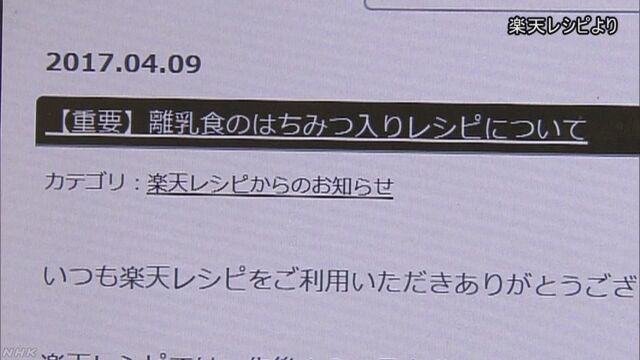 楽天レシピより
2017.04.09
【重要】離乳食のはちみつ入りレシピについて
カテゴリ：楽天レシピからのお知らせ
いつも楽天レシピをご利用いただきありがとうござ
NHK